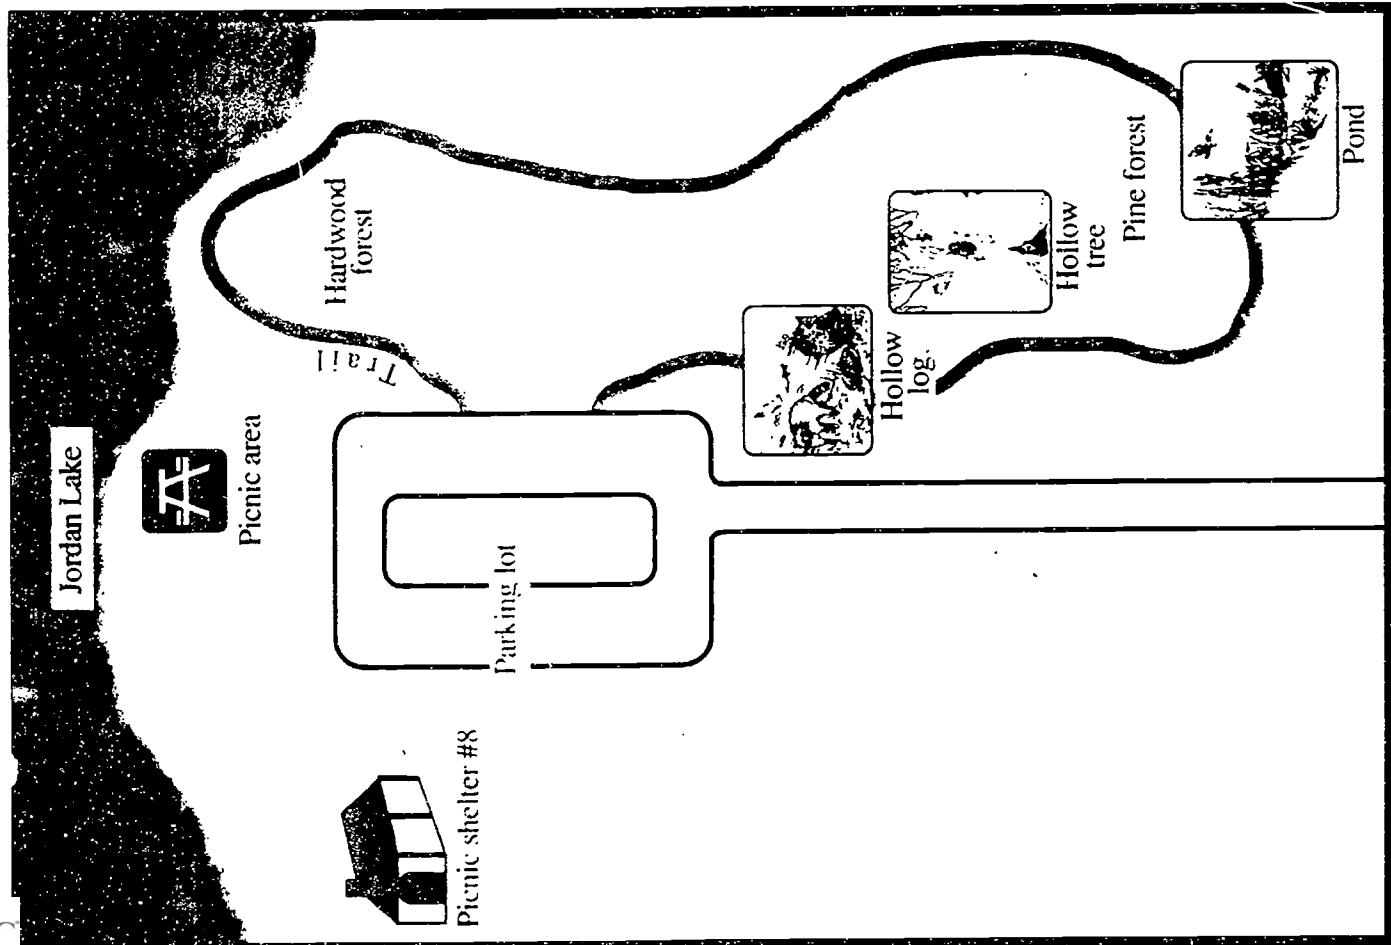 Jordan Lake
Picnic area
Trail
Hardwood
forest
Parking lot
Picnic shelter #8
Hollow
log.
Hollow
tree
Pine forest
Pond